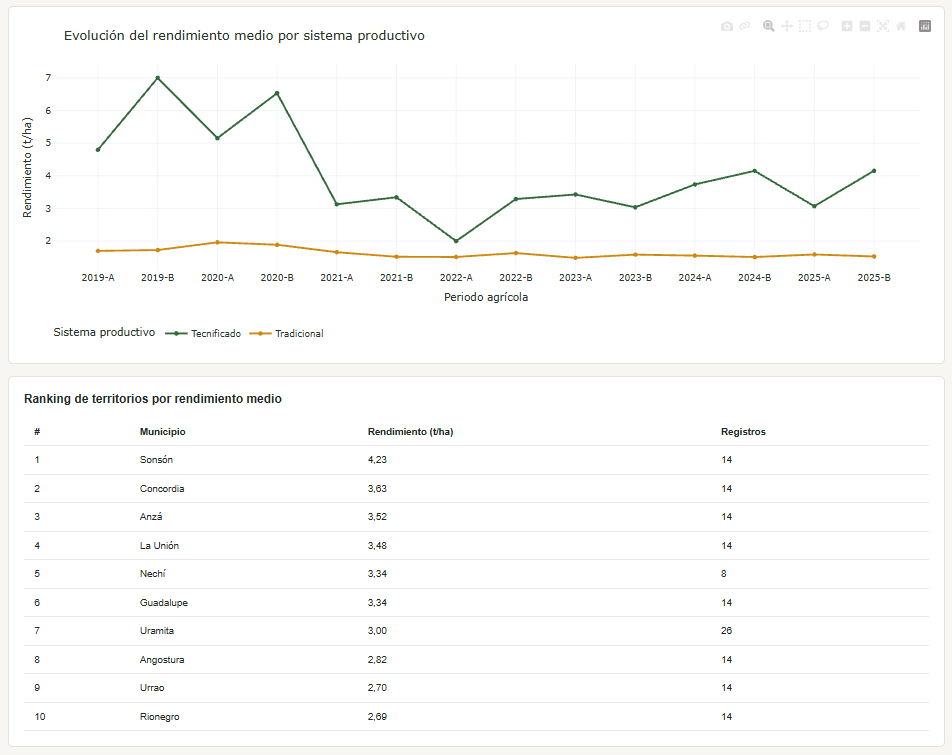 Evolución del rendimiento medio por sistema productivo
Rendimiento (t/ha)
7
6
5
4
3
2
2019-A 2019-B 2020-A 2020-B 2021-A 2021-B 2022-A 2022-B 2023-A 2023-B 2024-A 2024-B 2025-A 2025-B
Periodo agrícola
Sistema productivo Tecnificado Tradicional
Ranking de territorios por rendimiento medio
# Municipio Rendimiento (t/ha) Registros
1 Sonsón 4,23 14
2 Concordia 3,63 14
3 Anzá 3,52 14
4 La Unión 3,48 14
5 Nechí 3,34 8
6 Guadalupe 3,34 14
7 Uramita 3,00 26
8 Angostura 2,82 14
9 Urrao 2,70 14
10 Rionegro 2,69 14